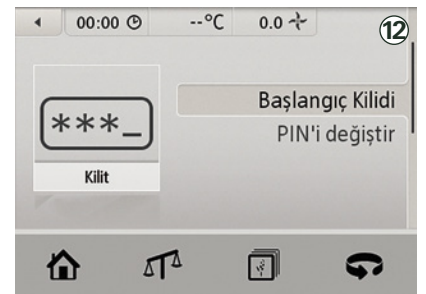 00:00 --°C 0.0
12
Başlangıç Kilidi
***_
PIN'i değiştir
Kilit